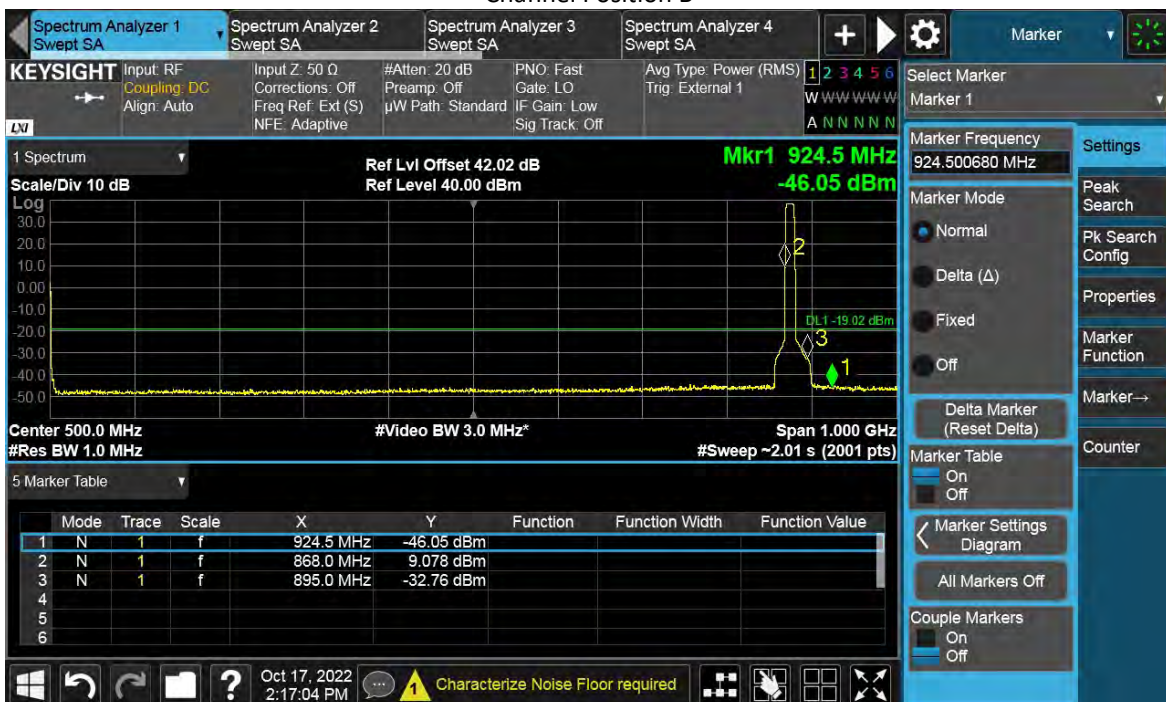 Spectrum Analyzer 1
Swept SA
Spectrum Analyzer 2
Swept SA
Spectrum Analyzer 3
Swept SA
Spectrum Analyzer 4
Swept SA
+
Marker
KEYSIGHT
LXI
Input: RF
Coupling: DC
Align: Auto
Input Z: 50 Ω
Corrections: Off
Freq Ref: Ext (S)
NFE: Adaptive
#Atten: 20 dB
Preamp: Off
µW Path: Standard
PNO: Fast
Gate: LO
IF Gain: Low
Sig Track: Off
Avg Type: Power (RMS)
Trig: External 1
1 2 3 4 5 6
W W W W W W
A N N N N N
1 Spectrum
Scale/Div 10 dB
Ref Lvl Offset 42.02 dB
Ref Level 40.00 dBm
Mkr1 924.5 MHz
-46.05 dBm
Log
30.0
20.0
10.0
0.00
-10.0
-20.0
-30.0
-40.0
-50.0
2
DL1 -19.02 dBm
3
1
Center 500.0 MHz
#Video BW 3.0 MHz*
Span 1.000 GHz
#Res BW 1.0 MHz
#Sweep ~2.01 s (2001 pts)
5 Marker Table
Mode Trace Scale X Y Function Function Width Function Value
1 N 1 f 924.5 MHz -46.05 dBm
2 N 1 f 868.0 MHz 9.078 dBm
3 N 1 f 895.0 MHz -32.76 dBm
4
5
6
? Oct 17, 2022
2:17:04 PM
1 Characterize Noise Floor required
Select Marker
Marker 1
Marker Frequency
924.500680 MHz
Marker Mode
Normal
Delta (Δ)
Fixed
Off
Delta Marker
(Reset Delta)
Marker Table
On
Off
Marker Settings
Diagram
All Markers Off
Couple Markers
On
Off
Settings
Peak
Search
Pk Search
Config
Properties
Marker
Function
Marker→
Counter